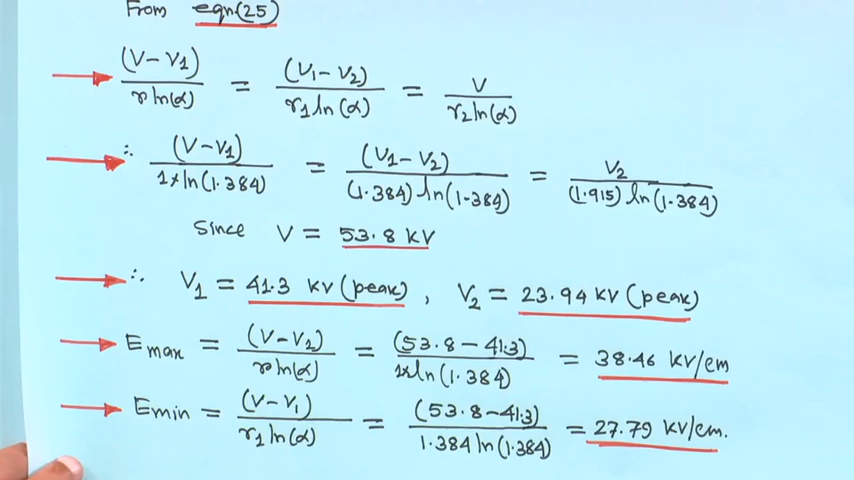 From eqn(25)
(V-V1)/(r ln(α)) = (V1-V2)/(r1 ln(α)) = V/(r2 ln(α))
∴ (V-V1)/(1×ln(1.384)) = (V1-V2)/((1.384) ln(1.384)) = V2/((1.915) ln(1.384))
Since V = 53.8 kV
∴ V1 = 41.3 kV (peak), V2 = 23.94 kV (peak)
Emax = (V-V1)/(r ln(α)) = (53.8-41.3)/(1×ln(1.384)) = 38.46 kV/cm
Emin = (V-V1)/(r1 ln(α)) = (53.8-41.3)/(1.384 ln(1.384)) = 27.79 kV/cm.